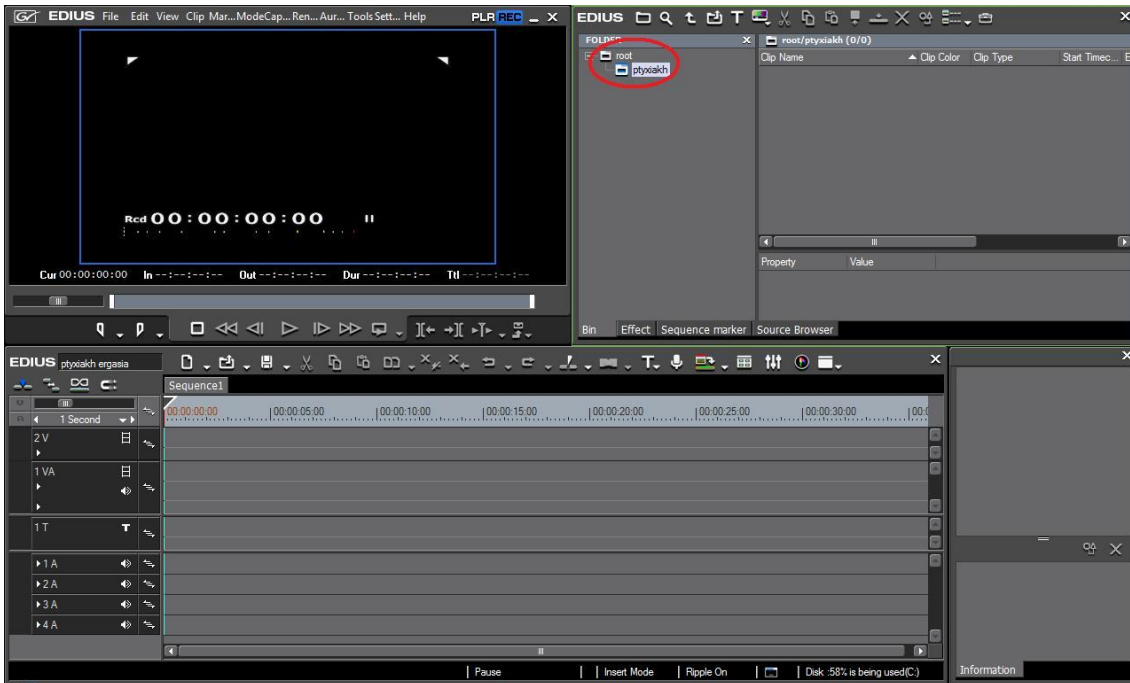 EDIUS File Edit View Clip Mar...ModeCap...Ren...Aur... Tools Sett... Help PLR REC
Rcd 00:00:00:00
Cur 00:00:00:00 In --:--:--:-- Out --:--:--:-- Dur --:--:--:-- Ttl --:--:--:--
EDIUS
FOLDER
root
ptyxiakh
root/ptyxiakh (0/0)
Clip Name Clip Color Clip Type Start Timec... E
Property Value
Bin Effect Sequence marker Source Browser
EDIUS ptyxiakh ergasia
Sequence1
1 Second
00:00:00:00 00:00:05:00 00:00:10:00 00:00:15:00 00:00:20:00 00:00:25:00 00:00:30:00 00:0
2 V
1 VA
1 T T
1 A
2 A
3 A
4 A
Pause Insert Mode Ripple On Disk :58% is being used(C:)
Information